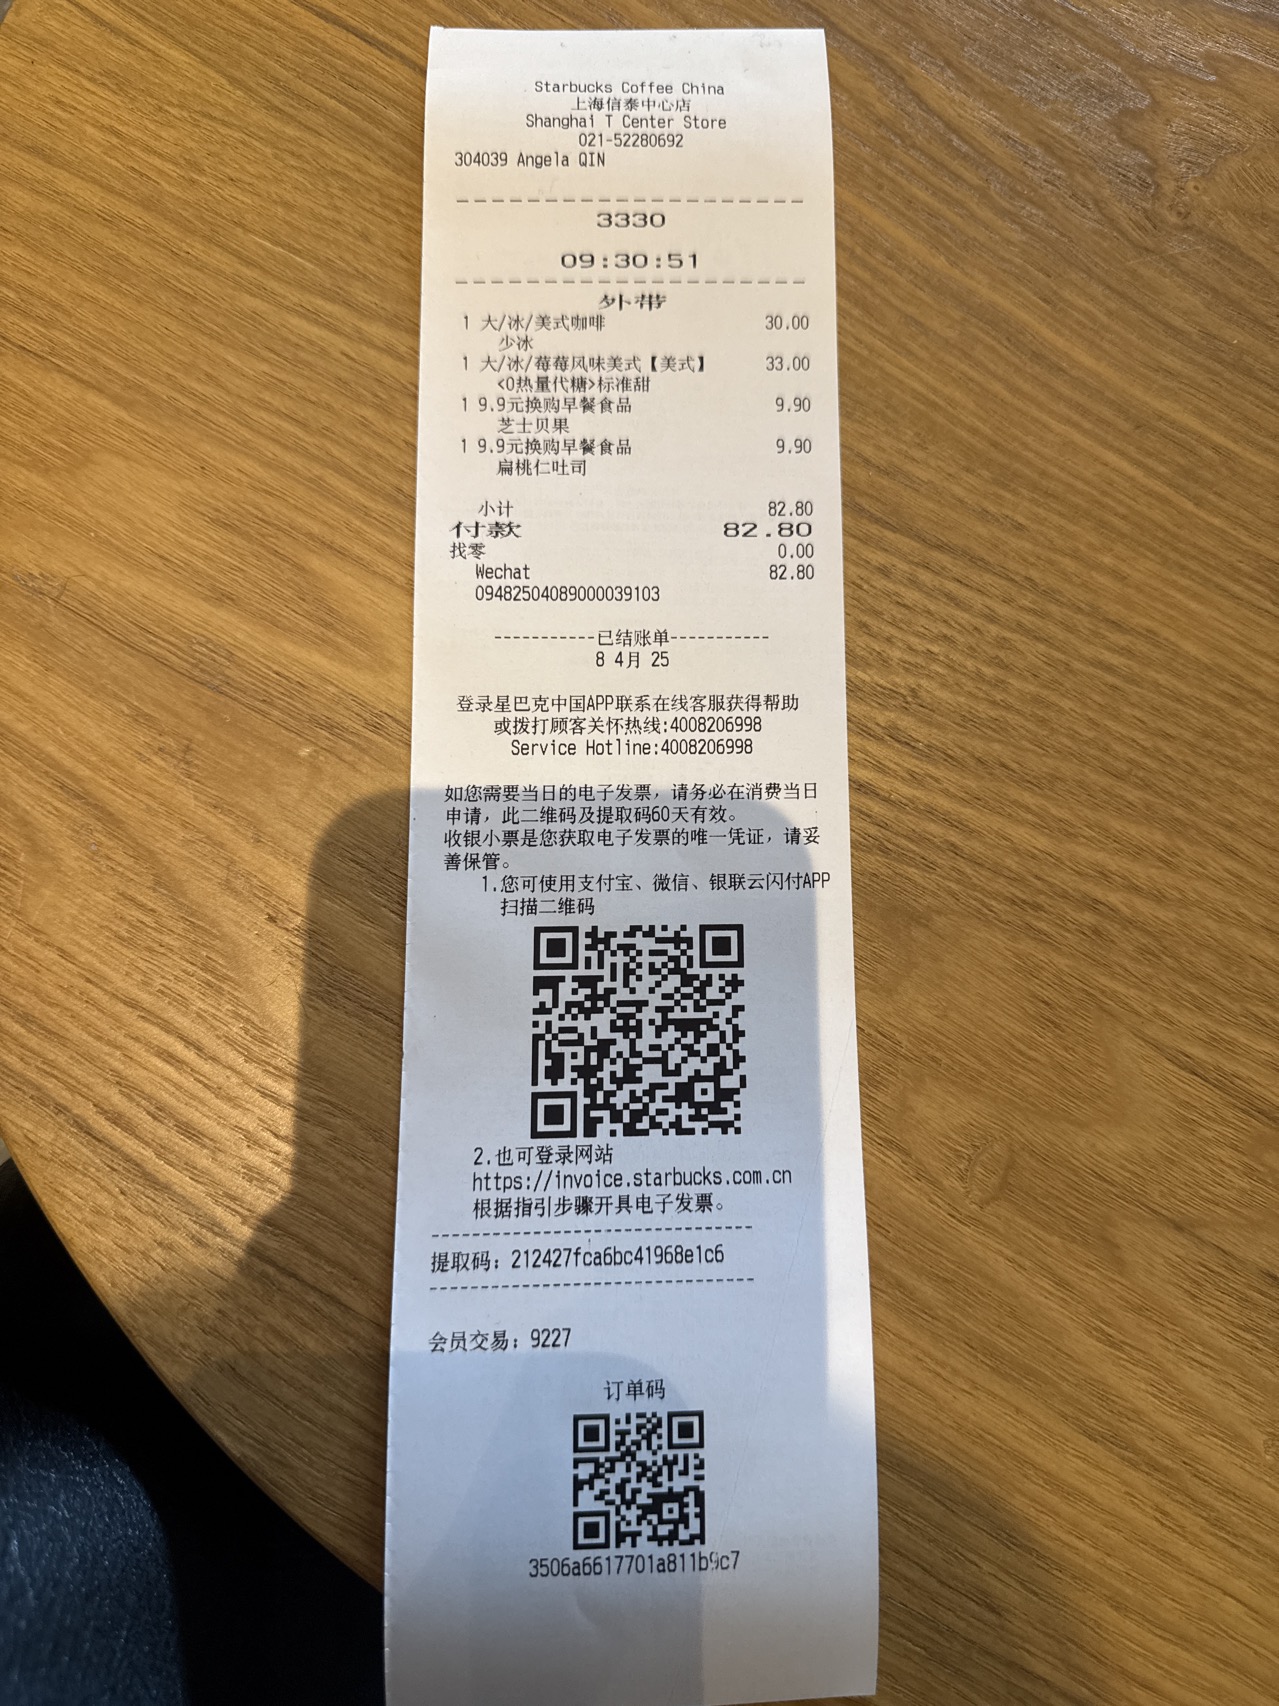 Starbucks Coffee China
上海信泰中心店
Shanghai T Center Store
021-52280692
304039 Angela QIN
3330
09:30:51
外带
1 大/冰/美式咖啡 30.00
少冰
1 大/冰/莓莓风味美式【美式】 33.00
<0热量代糖>标准甜
1 9.9元换购早餐食品 9.90
芝士贝果
1 9.9元换购早餐食品 9.90
扁桃仁吐司
小计 82.80
付款 82.80
找零 0.00
Wechat 82.80
09482504089000039103
-----------已结账单-----------
8 4月 25
登录星巴克中国APP联系在线客服获得帮助
或拨打顾客关怀热线:4008206998
Service Hotline:4008206998
如您需要当日的电子发票，请务必在消费当日
申请，此二维码及提取码60天有效。
收银小票是您获取电子发票的唯一凭证，请妥
善保管。
1.您可使用支付宝、微信、银联云闪付APP
扫描二维码
2.也可登录网站
https://invoice.starbucks.com.cn
根据指引步骤开具电子发票。
提取码：212427fca6bc41968e1c6
会员交易：9227
订单码
3506a6617701a811b9c7